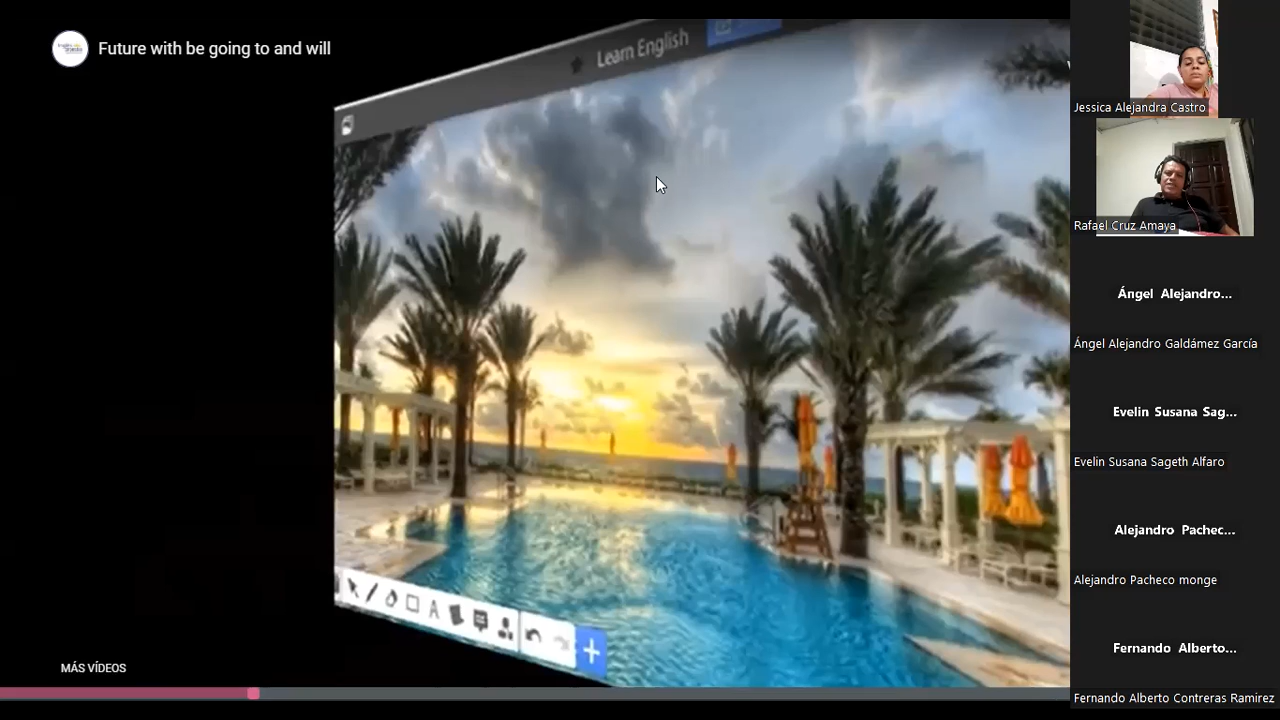 Future with be going to and will
Learn English
A
MÁS VÍDEOS
Jessica Alejandra Castro
Rafael Cruz Amaya
Ángel Alejandro...
Ángel Alejandro Galdámez García
Evelin Susana Sag...
Evelin Susana Sageth Alfaro
Alejandro Pachec...
Alejandro Pacheco monge
Fernando Alberto...
Fernando Alberto Contreras Ramirez